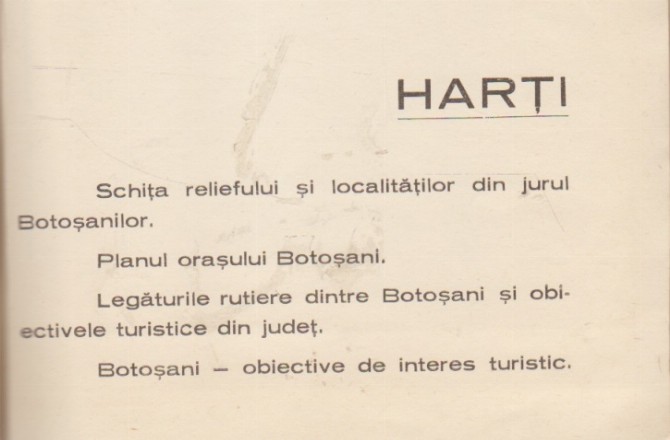 HARȚI
Schița reliefului și localităților din jurul
Botoșanilor.
Planul orașului Botoșani.
Legăturile rutiere dintre Botoșani și obi-
ectivele turistice din județ.
Botoșani — obiective de interes turistic.